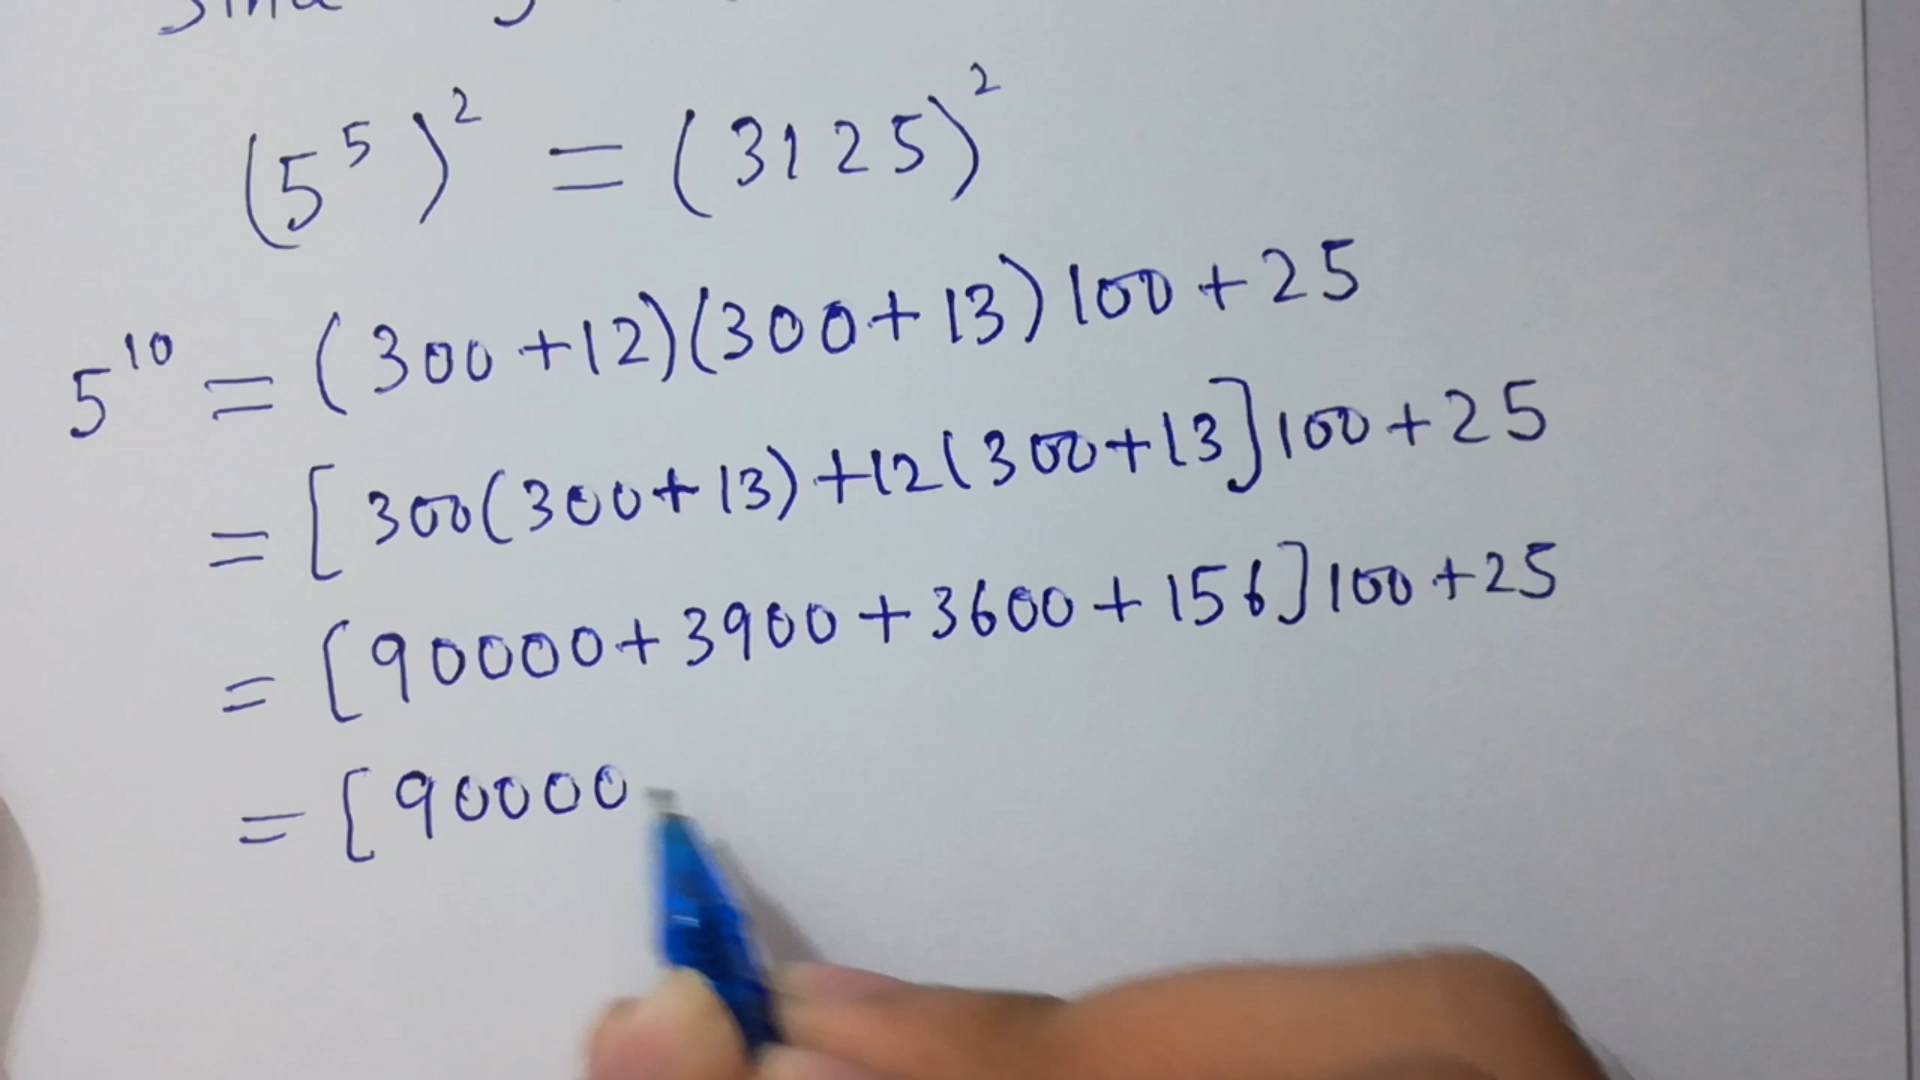 (5⁵)² = (3125)²
5¹⁰ = (300+12)(300+13)100+25
= [300(300+13)+12(300+13]100+25
= [90000+3900+3600+156]100+25
= [90000